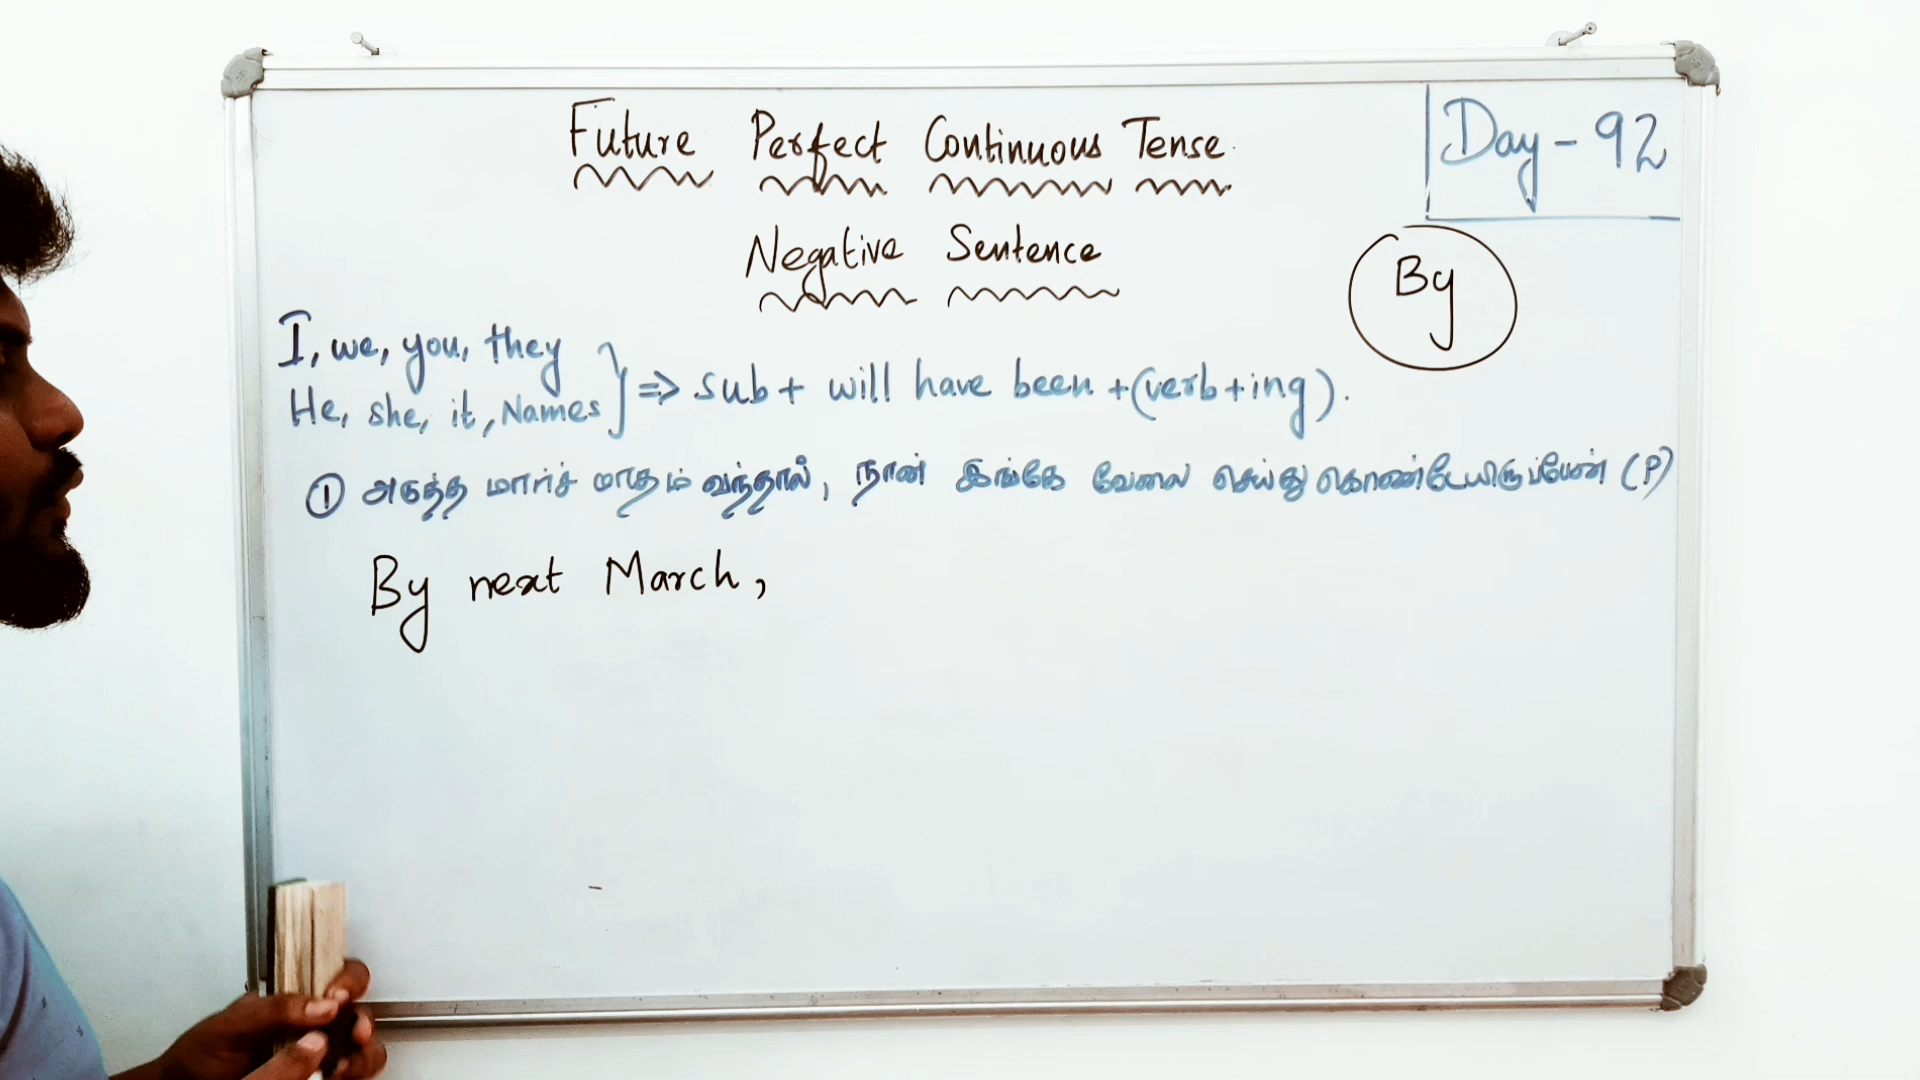 Future Perfect Continuous Tense.
Day - 92
Negative Sentence
By
I, we, you, they
He, she, it, Names } => sub + will have been + (verb+ing).
① அடுத்த மார்ச் மாதம் வந்தால், நான் இங்கே வேலை செய்து கொண்டேயிருப்பேன் (P)
By next March,